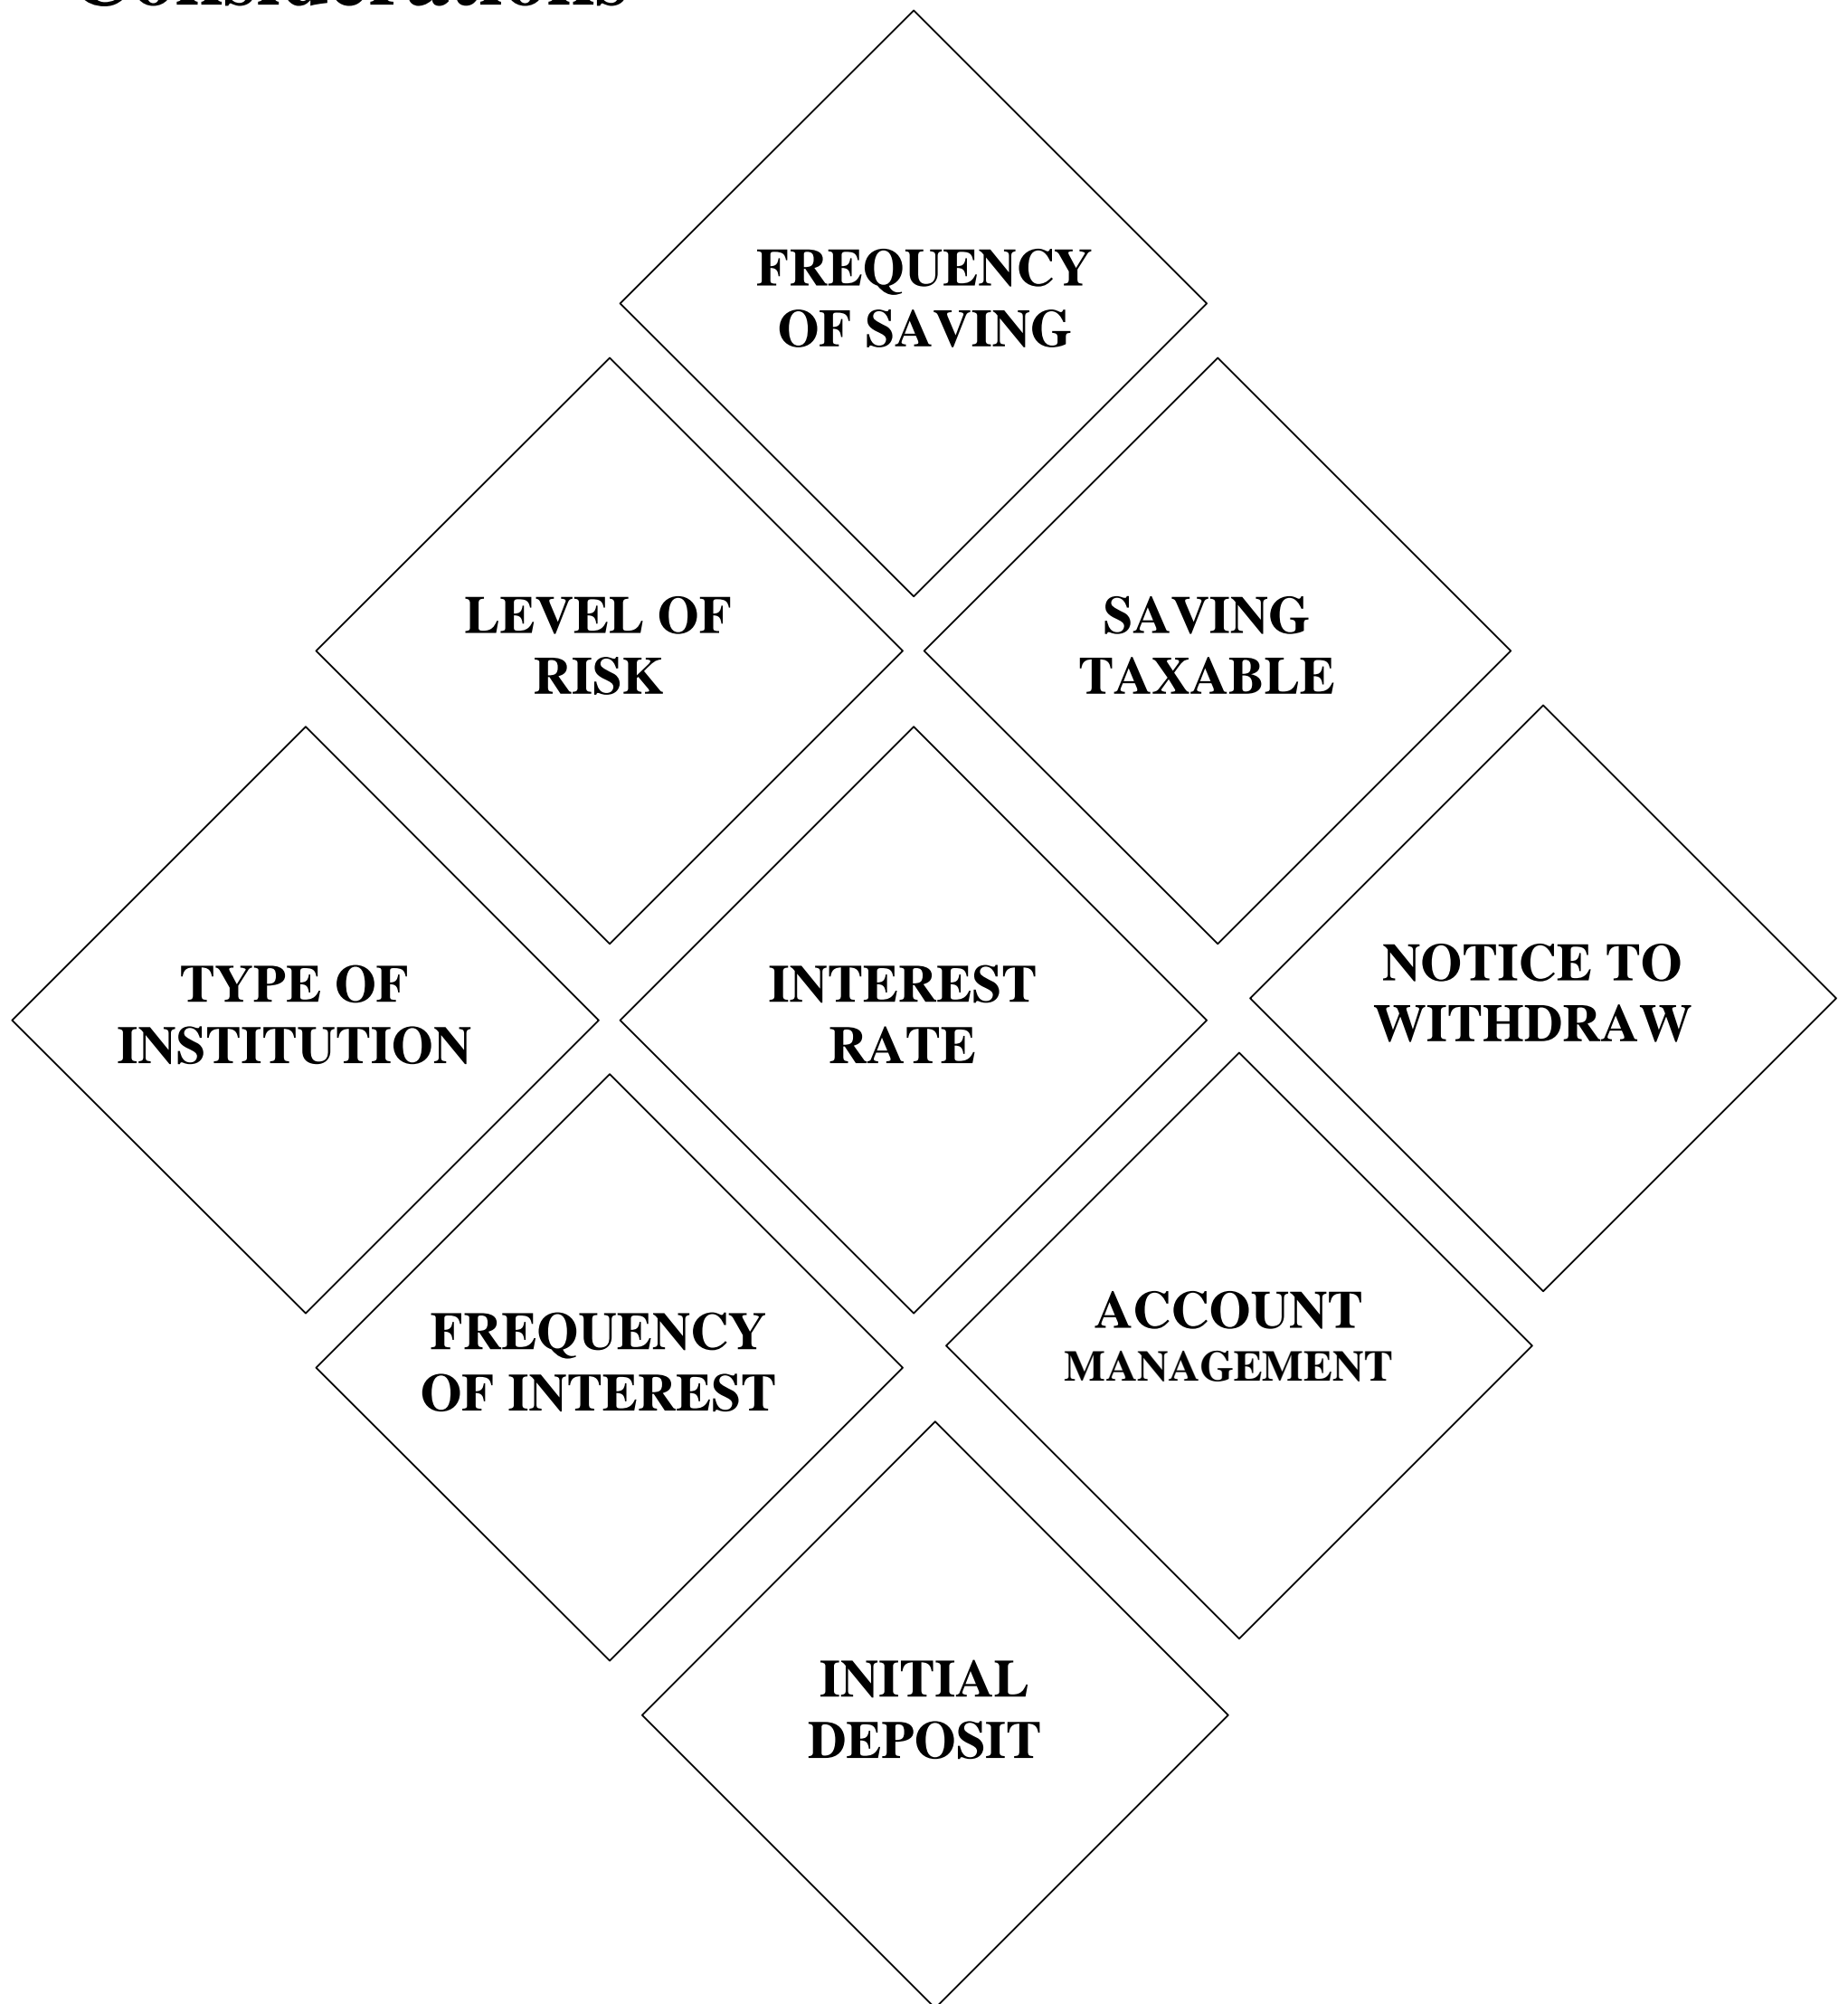 Considerations
FREQUENCY
OF SAVING
LEVEL OF
RISK
SAVING
TAXABLE
TYPE OF
INSTITUTION
INTEREST
RATE
NOTICE TO
WITHDRAW
FREQUENCY
OF INTEREST
ACCOUNT
MANAGEMENT
INITIAL
DEPOSIT